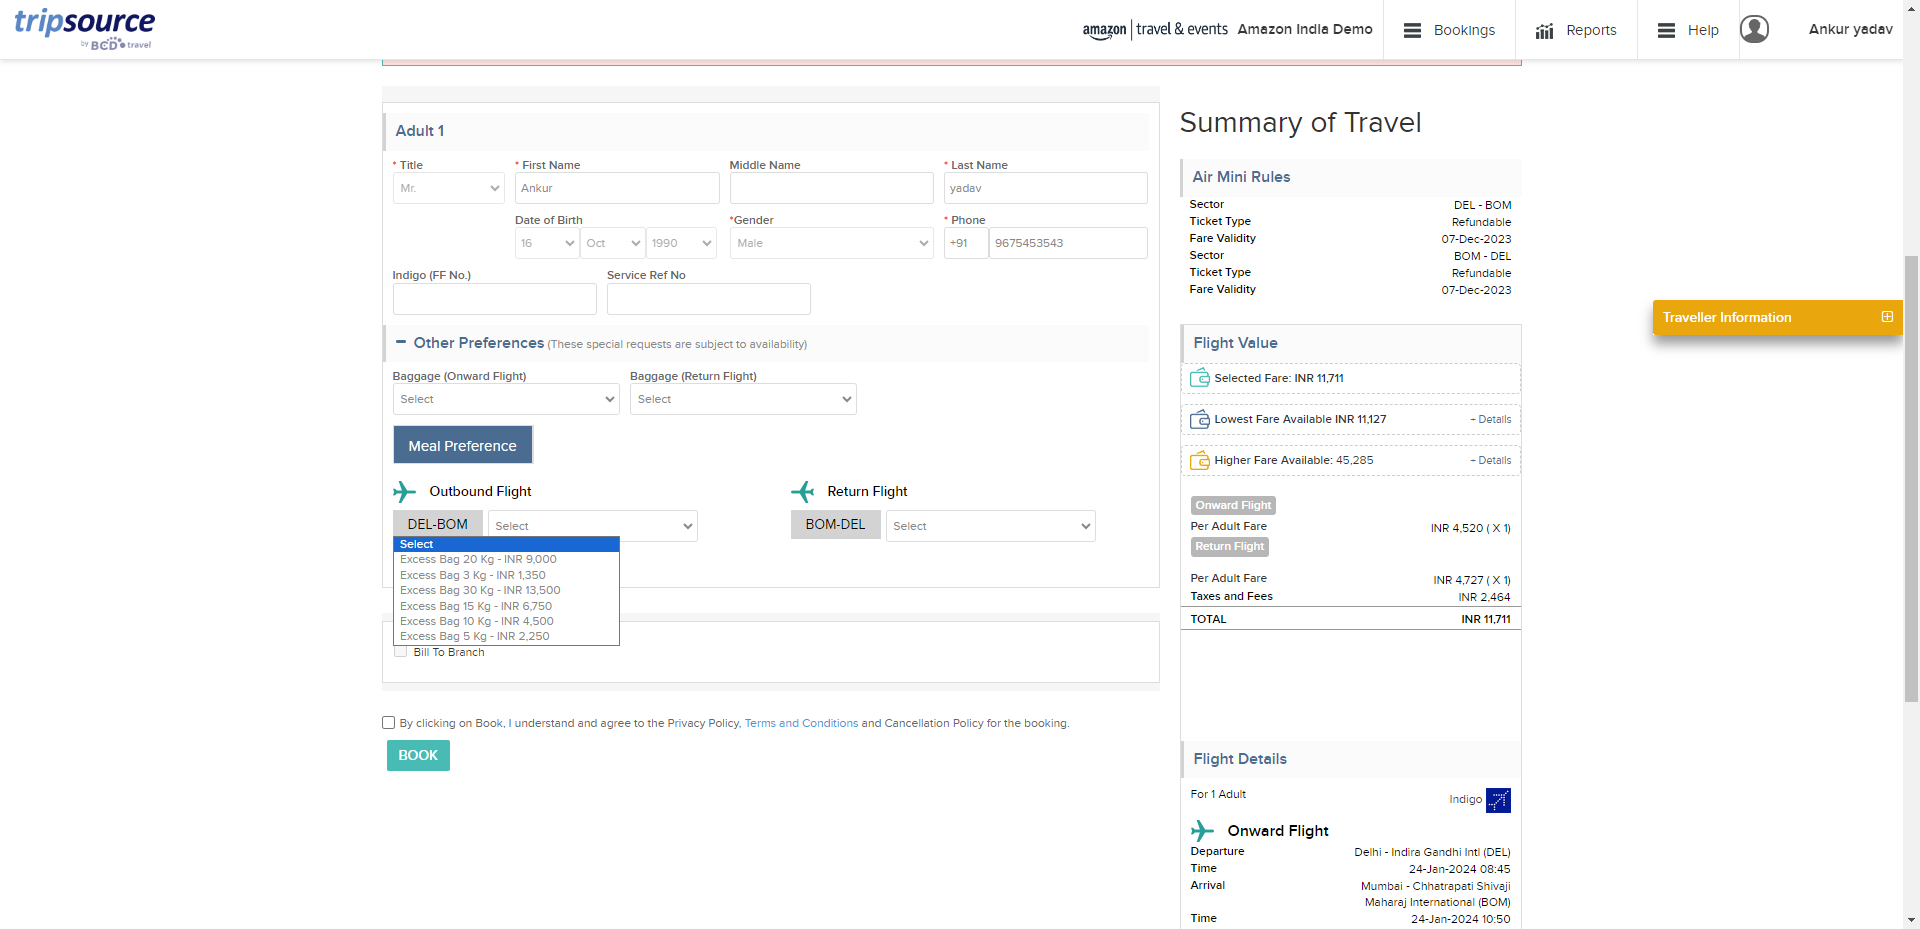 tripsource
by BCD travel
amazon | travel & events Amazon India Demo
Bookings
Reports
Help
Ankur yadav
Adult 1
* Title
* First Name
Middle Name
* Last Name
Mr.
Ankur
yadav
Date of Birth
*Gender
* Phone
16
Oct
1990
Male
+91
9675453543
Indigo (FF No.)
Service Ref No
Other Preferences (These special requests are subject to availability)
Baggage (Onward Flight)
Baggage (Return Flight)
Select
Select
Meal Preference
Outbound Flight
Return Flight
DEL-BOM
Select
BOM-DEL
Select
Select
Excess Bag 20 Kg - INR 9,000
Excess Bag 3 Kg - INR 1,350
Excess Bag 30 Kg - INR 13,500
Excess Bag 15 Kg - INR 6,750
Excess Bag 10 Kg - INR 4,500
Excess Bag 5 Kg - INR 2,250
Bill To Branch
By clicking on Book, I understand and agree to the Privacy Policy, Terms and Conditions and Cancellation Policy for the booking.
BOOK
Summary of Travel
Air Mini Rules
Sector DEL - BOM
Ticket Type Refundable
Fare Validity 07-Dec-2023
Sector BOM - DEL
Ticket Type Refundable
Fare Validity 07-Dec-2023
Flight Value
Selected Fare: INR 11,711
Lowest Fare Available INR 11,127 + Details
Higher Fare Available: 45,285 + Details
Onward Flight
Per Adult Fare INR 4,520 ( X 1)
Return Flight
Per Adult Fare INR 4,727 ( X 1)
Taxes and Fees INR 2,464
TOTAL INR 11,711
Flight Details
For 1 Adult
Indigo
Onward Flight
Departure Delhi - Indira Gandhi Intl (DEL)
Time 24-Jan-2024 08:45
Arrival Mumbai - Chhatrapati Shivaji
Maharaj International (BOM)
Time 24-Jan-2024 10:50
Traveller Information